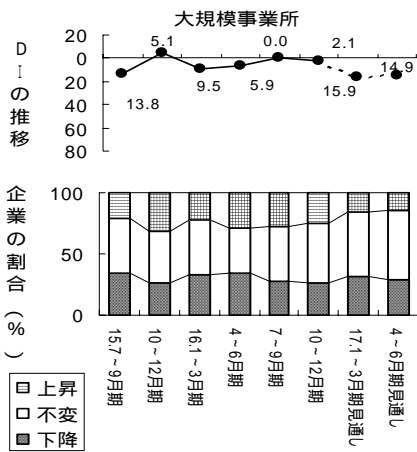 大規模事業所
DIの推移
20
0
20
40
60
80
13.8
5.1
9.5
5.9
0.0
2.1
15.9
14.9
企業の割合（%）
100
50
0
15.7～9月期
10～12月期
16.1～3月期
4～6月期
7～9月期
10～12月期
17.1～3月期見通し
4～6月期見通し
上昇
不変
下降